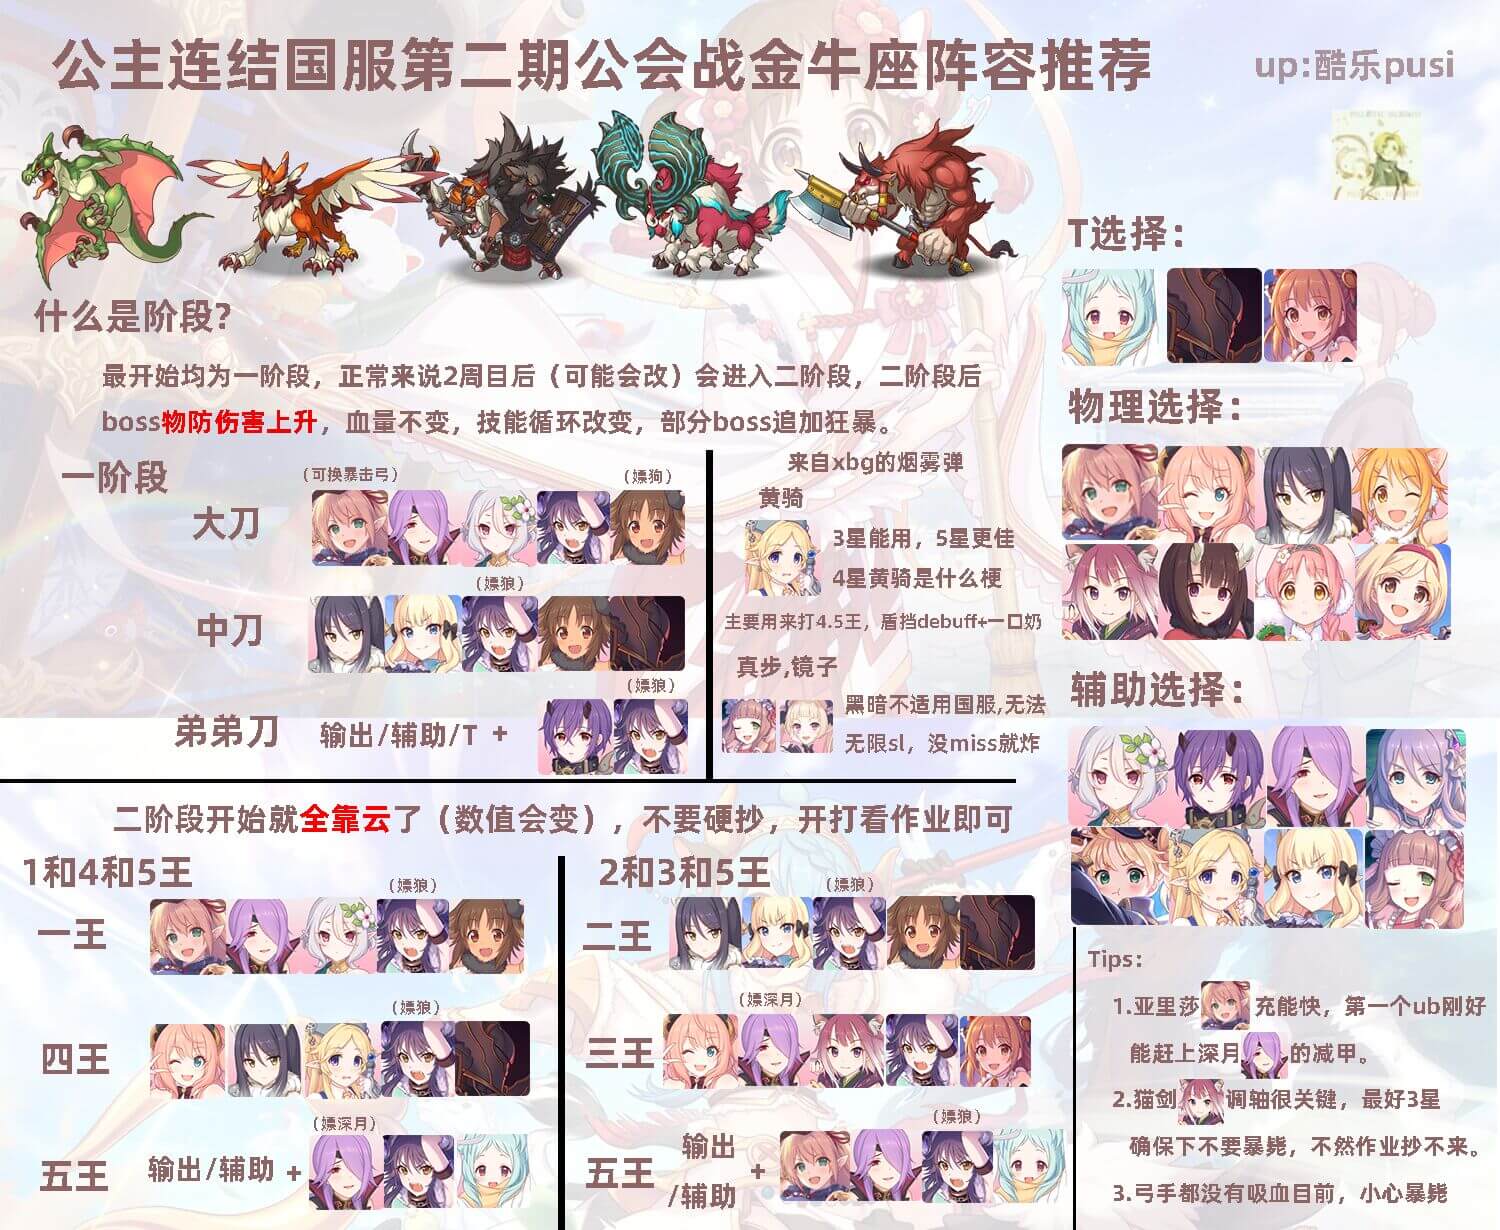 公主连结国服第二期公会战金牛座阵容推荐
up:酷乐pusi
什么是阶段?
最开始均为一阶段，正常来说2周目后（可能会改）会进入二阶段，二阶段后
boss物防伤害上升，血量不变，技能循环改变，部分boss追加狂暴。
一阶段
（可换暴击弓）
（嫖狗）
大刀
（嫖狼）
中刀
（嫖狼）
弟弟刀
输出/辅助/T +
来自xbg的烟雾弹
黄骑
3星能用，5星更佳
4星黄骑是什么梗
主要用来打4.5王，盾挡debuff+一口奶
真步,镜子
黑暗不适用国服,无法
无限sl，没miss就炸
二阶段开始就全靠云了（数值会变），不要硬抄，开打看作业即可
1和4和5王
（嫖狼）
一王
（嫖狼）
四王
（嫖深月）
五王
输出/辅助 +
2和3和5王
（嫖狼）
二王
（嫖深月）
三王
（嫖狼）
五王
输出
/辅助
+
T选择：
物理选择：
辅助选择：
Tips：
1.亚里莎 充能快，第一个ub刚好
能赶上深月 的减甲。
2.猫剑 调轴很关键，最好3星
确保下不要暴毙，不然作业抄不来。
3.弓手都没有吸血目前，小心暴毙